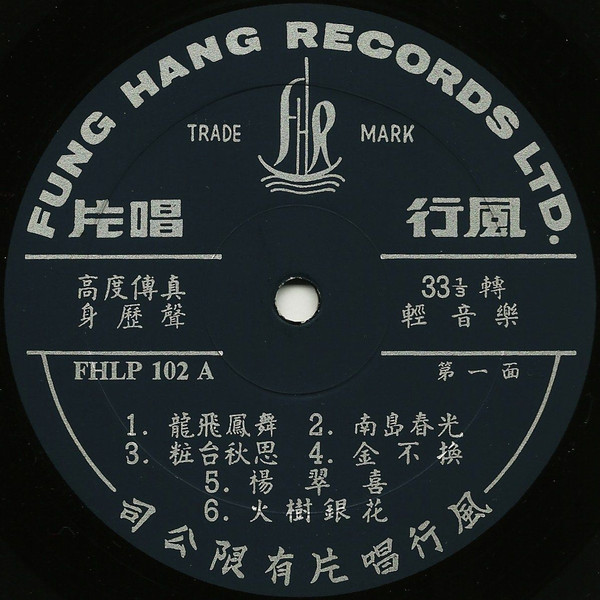 FUNG HANG RECORDS LTD.
FHR
TRADE MARK
風行唱片
高度傳真
身歷聲
33⅓ 轉
輕音樂
FHLP 102 A
第一面
1. 龍飛鳳舞 2. 南島春光
3. 粧台秋思 4. 金不換
5. 楊翠喜
6. 火樹銀花
風行唱片有限公司